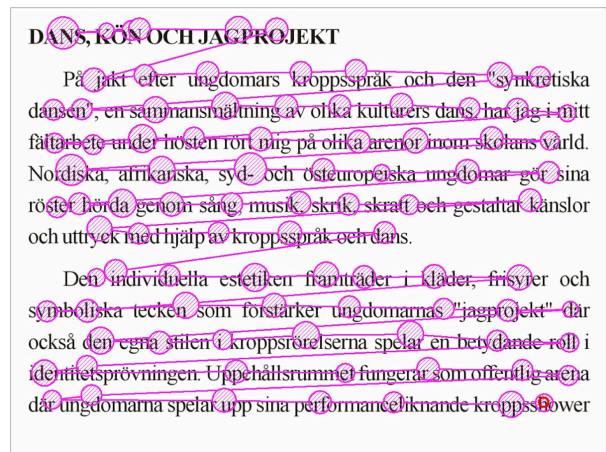 DANS, KÖN OCH JAGPROJEKT
På jakt efter ungdomars kroppsspråk och den "synkretiska
dansen", en sammansmältning av olika kulturers dans, har jag i mitt
fältarbete under hösten rört mig på olika arenor inom skolans värld.
Nordiska, afrikanska, syd- och östeuropeiska ungdomar gör sina
röster hörda genom sång, musik, skrik, skratt och gestaltar känslor
och uttryck med hjälp av kroppsspråk och dans.
Den individuella estetiken framträder i kläder, frisyrer och
symboliska tecken som förstärker ungdomarnas "jagprojekt" där
också den egna stilen i kroppsrörelserna spelar en betydande roll i
identitetsprövningen. Uppehållsrummet fungerar som offentlig arena
där ungdomarna spelar upp sina performanceliknande kroppsshower